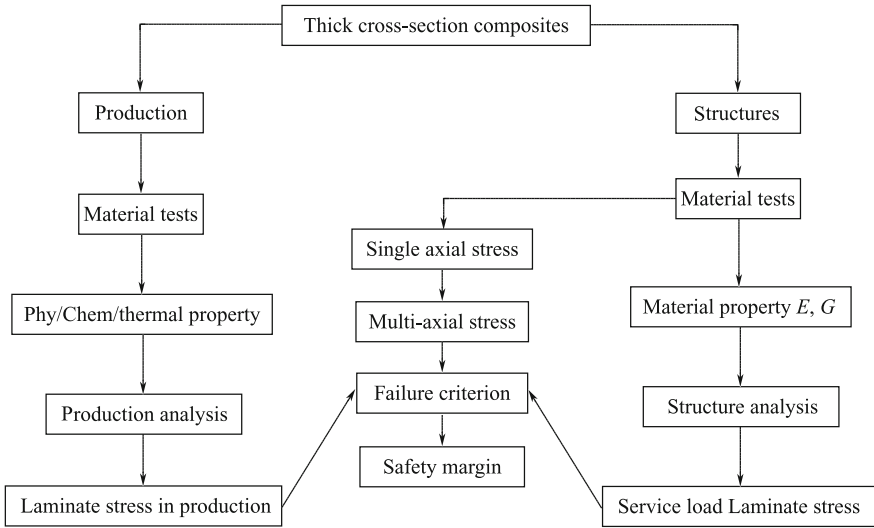 Thick cross-section composites
Production
Structures
Material tests
Material tests
Single axial stress
Phy/Chem/thermal property
Material property E, G
Multi-axial stress
Failure criterion
Production analysis
Structure analysis
Safety margin
Laminate stress in production
Service load Laminate stress